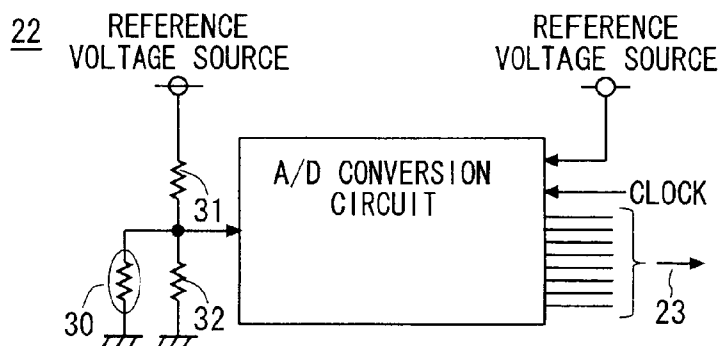 22
REFERENCE
VOLTAGE SOURCE
REFERENCE
VOLTAGE SOURCE
A/D CONVERSION
CIRCUIT
31
CLOCK
30
32
23